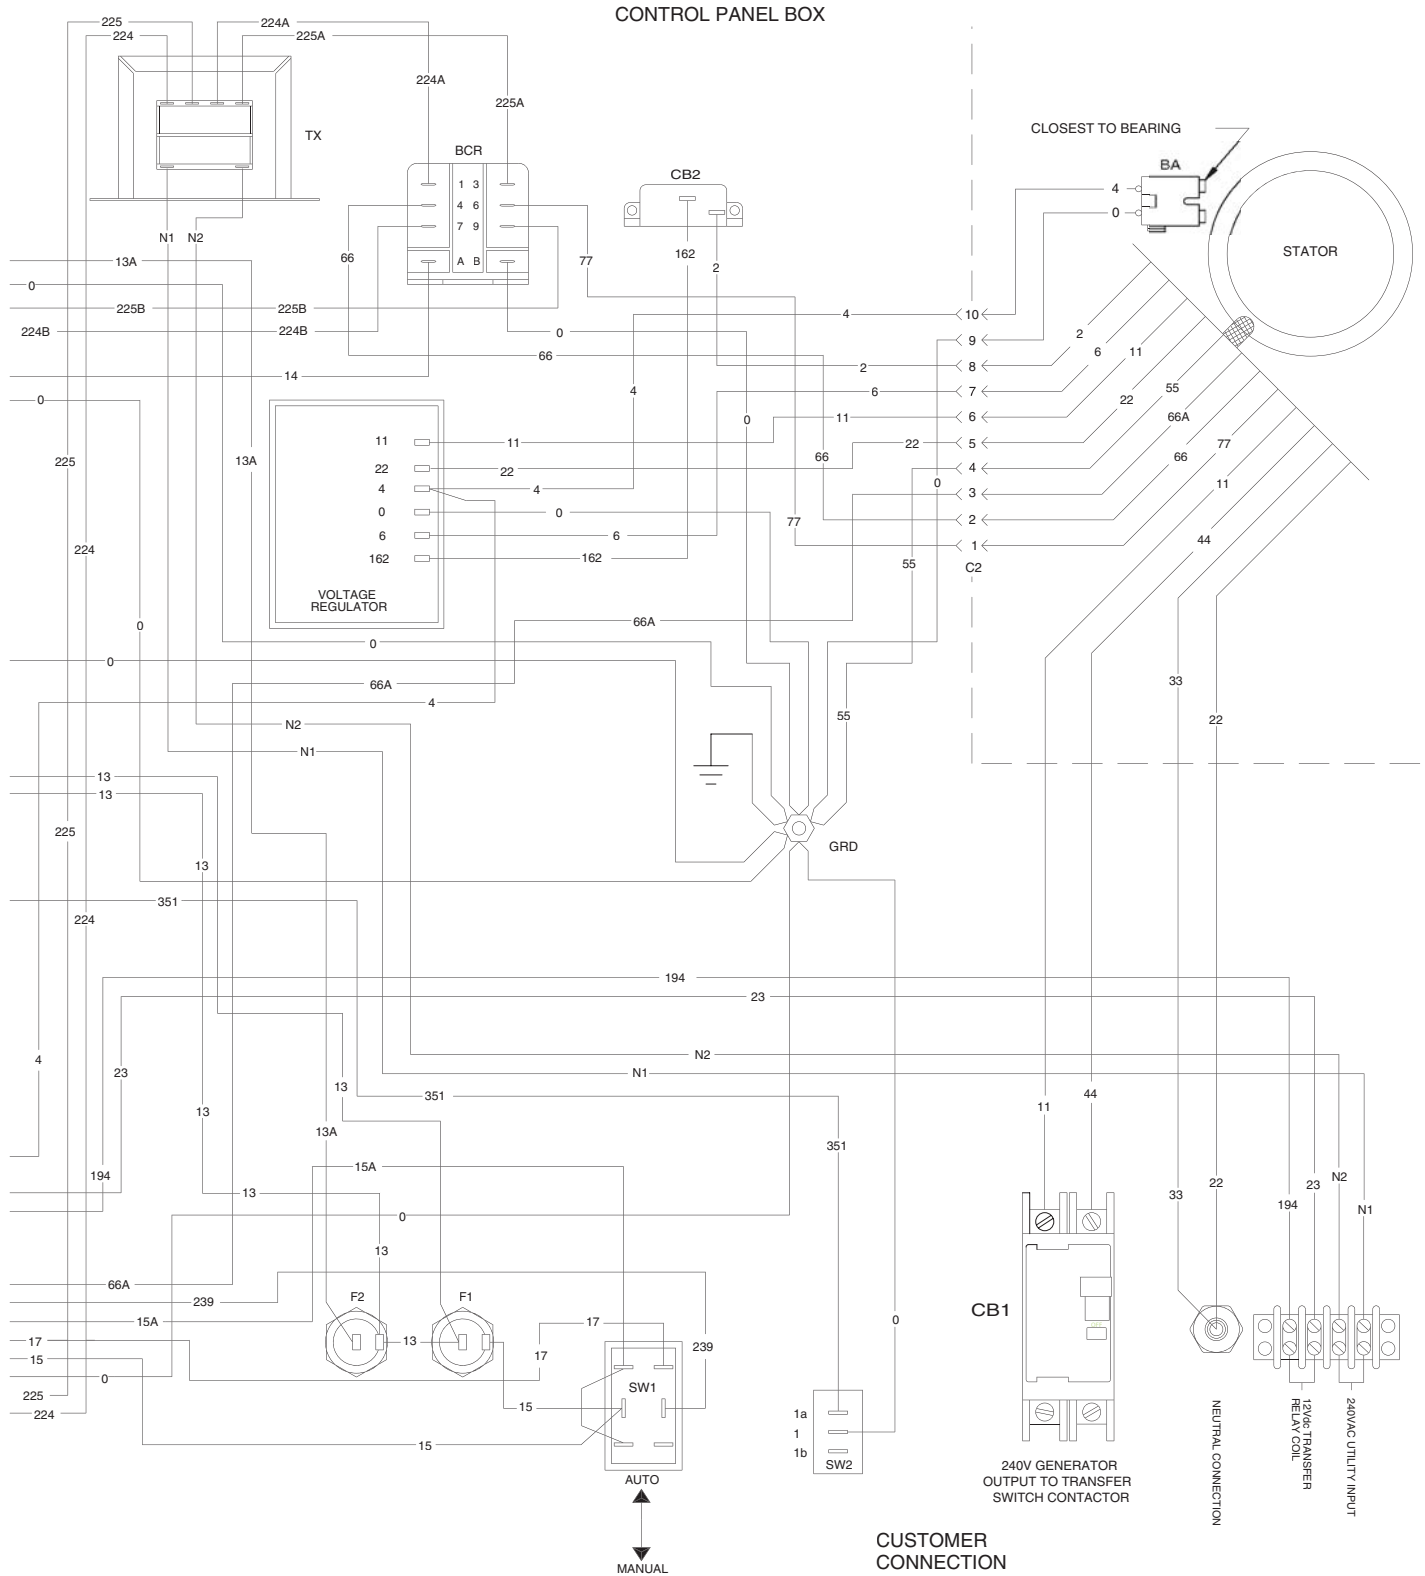 CONTROL PANEL BOX
225
224A
224
225A
224A
225A
TX
CLOSEST TO BEARING
BCR
BA
CB2
1 3
4
4 6
0
7 9
N1 N2
STATOR
162
66
A B
77
13A
2
0
225B
225B
4
10
224B
224B
0
2
9
6
11
66
2
8
14
4
6
7
55
0
22
11
6
66A
0
11
11
22
5
77
225
13A
22
22
66
66
4
4
4
3
11
0
0
0
2
77
6
6
1
44
224
162
162
55
C2
VOLTAGE
REGULATOR
0
66A
0
0
66A
33
4
55
22
N2
N1
13
13
225
GRD
13
351
224
194
23
4
N2
23
N1
13
351
44
13
11
13A
351
15A
194
N2
13
33
22
23
0
194
N1
13
66A
239
F2
F1
CB1
15A
OFF
0
17
13
17
239
15
17
0
SW1
225
224
15
1a
15
1
1b
SW2
AUTO
240V GENERATOR
OUTPUT TO TRANSFER
SWITCH CONTACTOR
NEUTRAL CONNECTION
12Vdc TRANSFER
RELAY COIL
240VAC UTILITY INPUT
CUSTOMER
CONNECTION
MANUAL